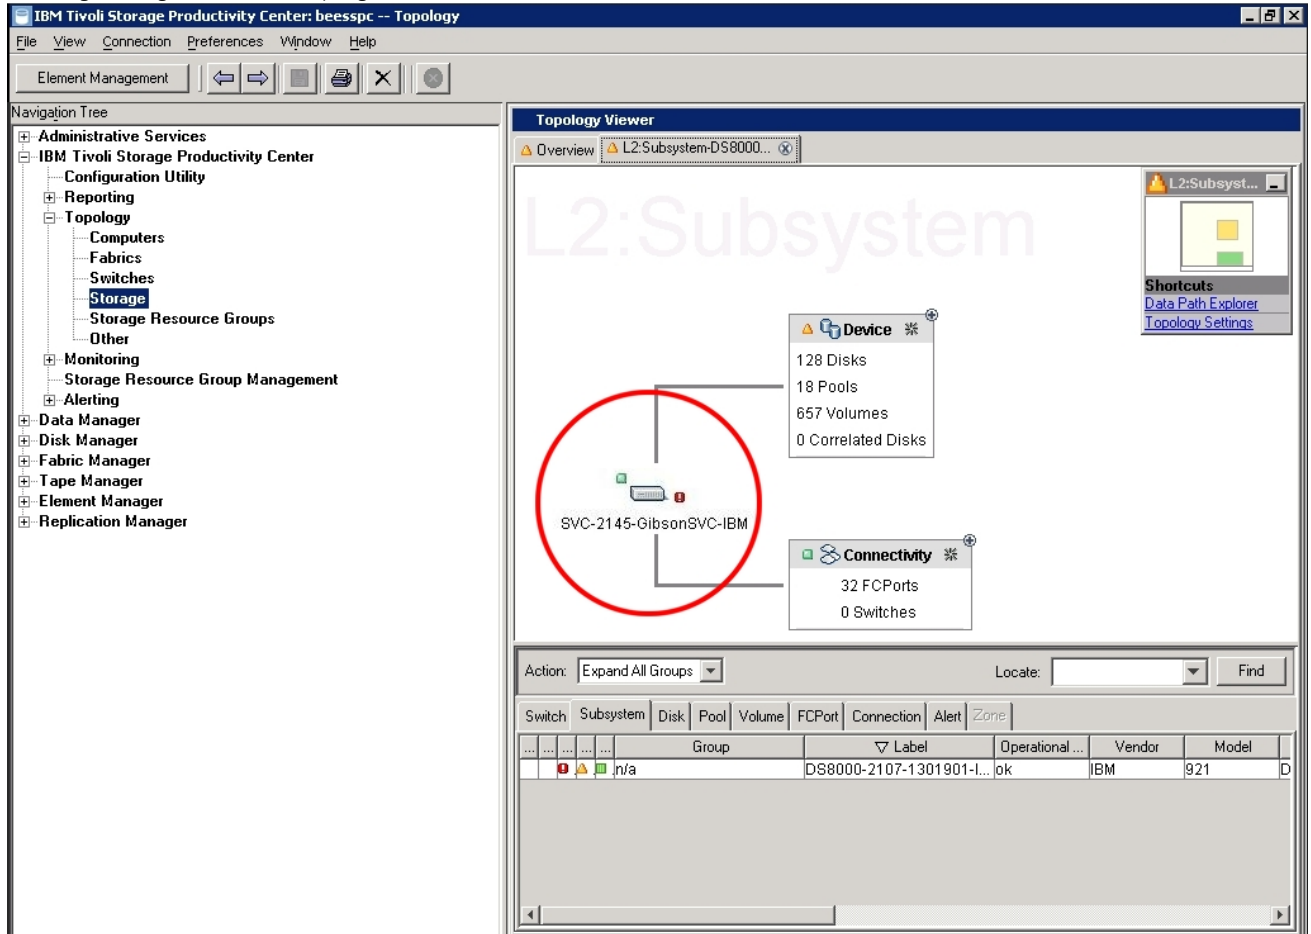 IBM Tivoli Storage Productivity Center: beesspc -- Topology
File View Connection Preferences Window Help
Element Management
Navigation Tree
Administrative Services
IBM Tivoli Storage Productivity Center
Configuration Utility
Reporting
Topology
Computers
Fabrics
Switches
Storage
Storage Resource Groups
Other
Monitoring
Storage Resource Group Management
Alerting
Data Manager
Disk Manager
Fabric Manager
Tape Manager
Element Manager
Replication Manager
Topology Viewer
Overview L2:Subsystem-DS8000...
L2:Subsystem
L2:Subsyst...
Shortcuts
Data Path Explorer
Topology Settings
Device
128 Disks
18 Pools
657 Volumes
0 Correlated Disks
SVC-2145-GibsonSVC-IBM
Connectivity
32 FCPorts
0 Switches
Action: Expand All Groups Locate: Find
Switch Subsystem Disk Pool Volume FCPort Connection Alert Zone
... ... ... ... ... Group Label Operational ... Vendor Model
n/a DS8000-2107-1301901-I... ok IBM 921 D